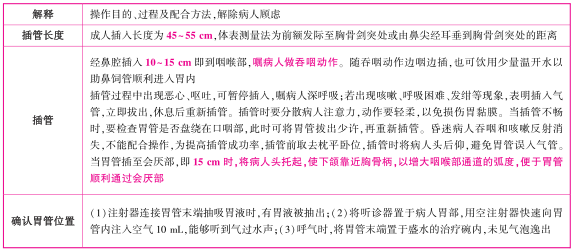 解释
操作目的、过程及配合方法,解除病人顾虑
插管长度
成人插入长度为 45~55 cm,体表测量法为前额发际至胸骨剑突处或由鼻尖经耳垂到胸骨剑突处的距离
插管
经鼻腔插入 10~15 cm 即到咽喉部,嘱病人做吞咽动作。随吞咽动作边咽边插,也可饮用少量温开水以
助鼻饲管顺利进入胃内
插管过程中出现恶心、呕吐,可暂停插入,嘱病人深呼吸;若出现咳嗽、呼吸困难、发绀等现象,表明插入气
管,立即拔出,休息后重新插管。插管时要分散病人注意力,动作要轻柔,以免损伤胃黏膜。当插管不畅
时,要检查胃管是否盘绕在口咽部,此时可将胃管拔出少许,再重新插管。昏迷病人吞咽和咳嗽反射消
失,不能配合操作,为提高插管成功率,插管前取去枕平卧位,插管时将病人头后仰,避免胃管误入气管。
当胃管插至会厌部,即 15 cm 时,将病人头托起,使下颌靠近胸骨柄,以增大咽喉部通道的弧度,便于胃管
顺利通过会厌部
确认胃管位置
(1)注射器连接胃管末端抽吸胃液时,有胃液被抽出;(2)将听诊器置于病人胃部,用空注射器快速向胃
管内注入空气 10 mL,能够听到气过水声;(3)呼气时,将胃管末端置于盛水的治疗碗内,未见气泡逸出